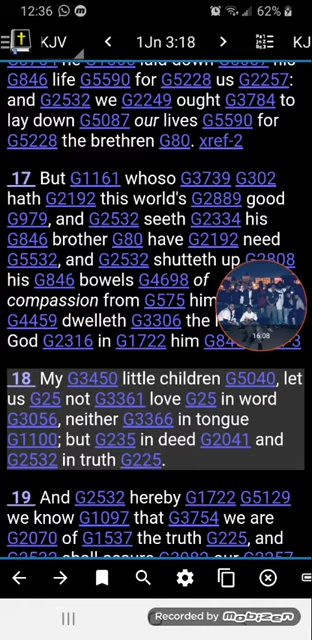 12:36 62%
KJV 1Jn 3:18 KJ
G846 life G5590 for G5228 us G2257:
and G2532 we G2249 ought G3784 to
lay down G5087 our lives G5590 for
G5228 the brethren G80. xref-2
17 But G1161 whoso G3739 G302
hath G2192 this world's G2889 good
G979, and G2532 seeth G2334 his
G846 brother G80 have G2192 need
G5532, and G2532 shutteth up G2808
his G846 bowels G4698 of
compassion from G575 him
G4459 dwelleth G3306 the
God G2316 in G1722 him
16:08
18 My G3450 little children G5040, let
us G25 not G3361 love G25 in word
G3056, neither G3366 in tongue
G1100; but G235 in deed G2041 and
G2532 in truth G225.
19 And G2532 hereby G1722 G5129
we know G1097 that G3754 we are
G2070 of G1537 the truth G225, and
Recorded by MOBIZEN